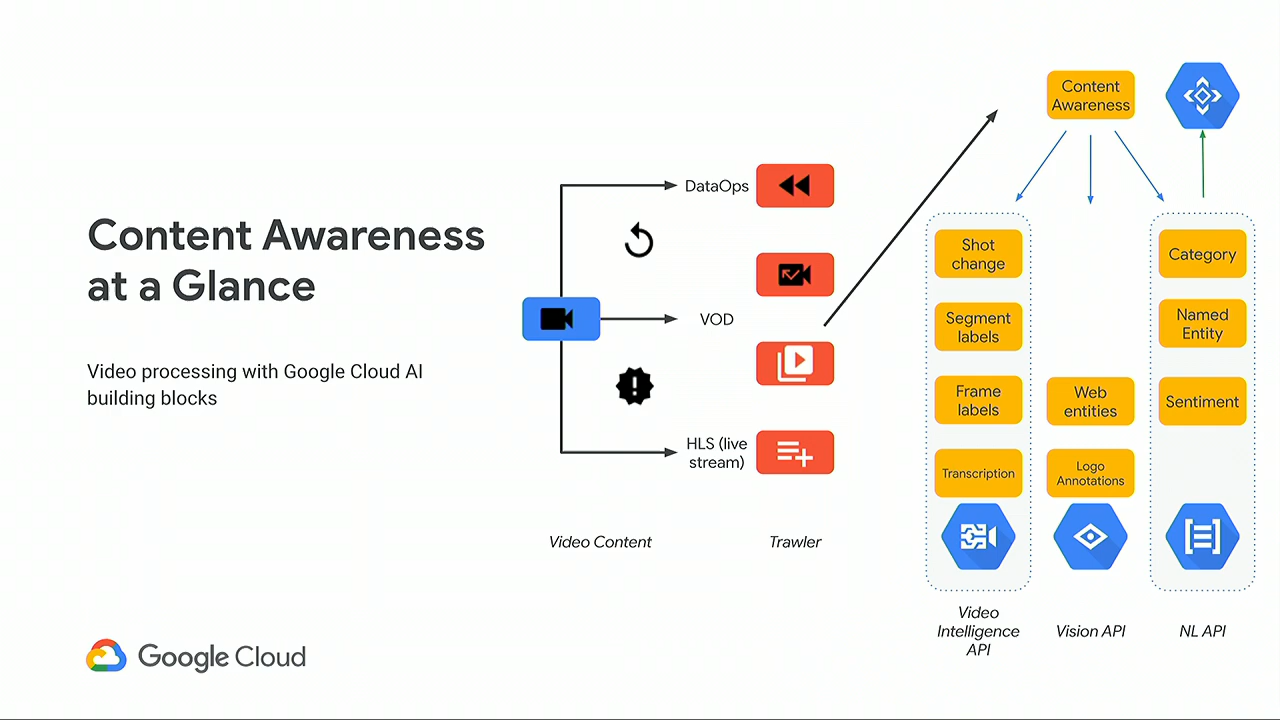 Content Awareness
at a Glance
Video processing with Google Cloud AI
building blocks
DataOps
VOD
HLS (live
stream)
Video Content
Trawler
Content
Awareness
Shot
change
Segment
labels
Frame
labels
Transcription
Video
Intelligence
API
Web
entities
Logo
Annotations
Vision API
Category
Named
Entity
Sentiment
NL API
Google Cloud